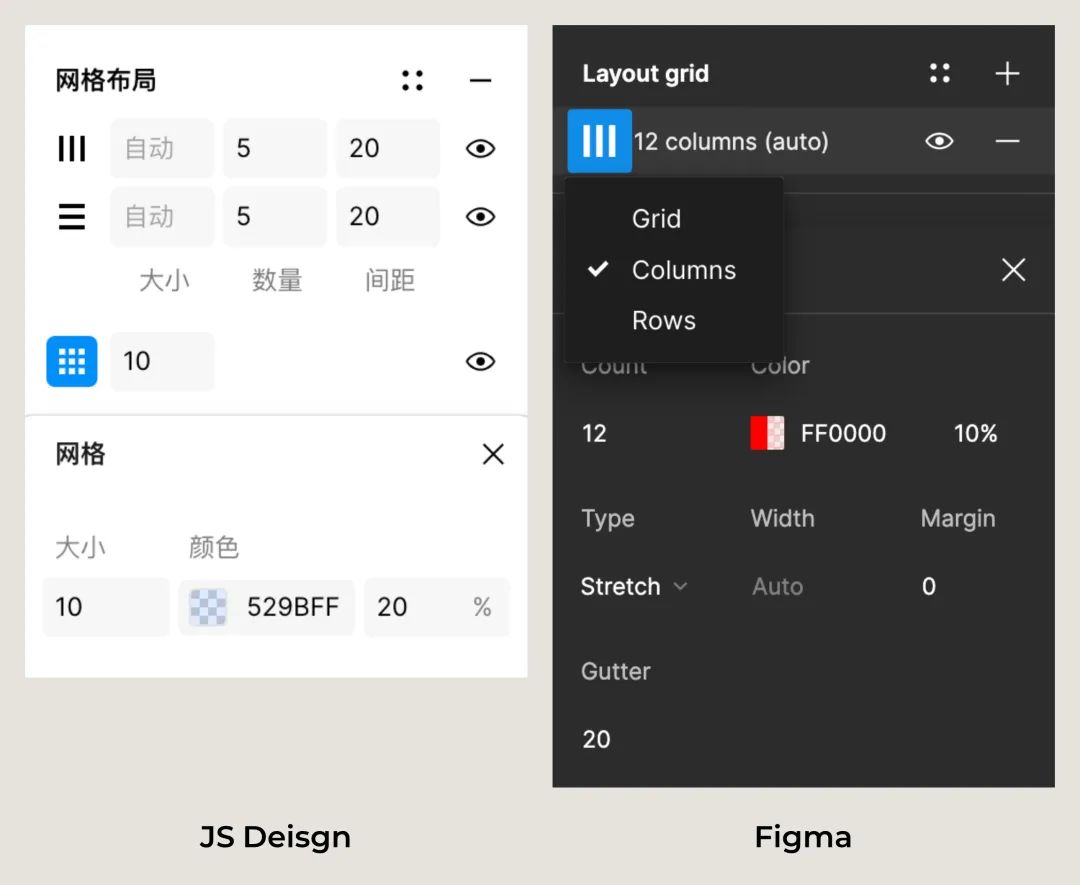 网格布局
自动 5 20
自动 5 20
大小 数量 间距
10
网格
大小 颜色
10 529BFF 20 %
JS Deisgn
Layout grid
12 columns (auto)
Grid
Columns
Rows
Count Color
12 FF0000 10%
Type Width Margin
Stretch Auto 0
Gutter
20
Figma